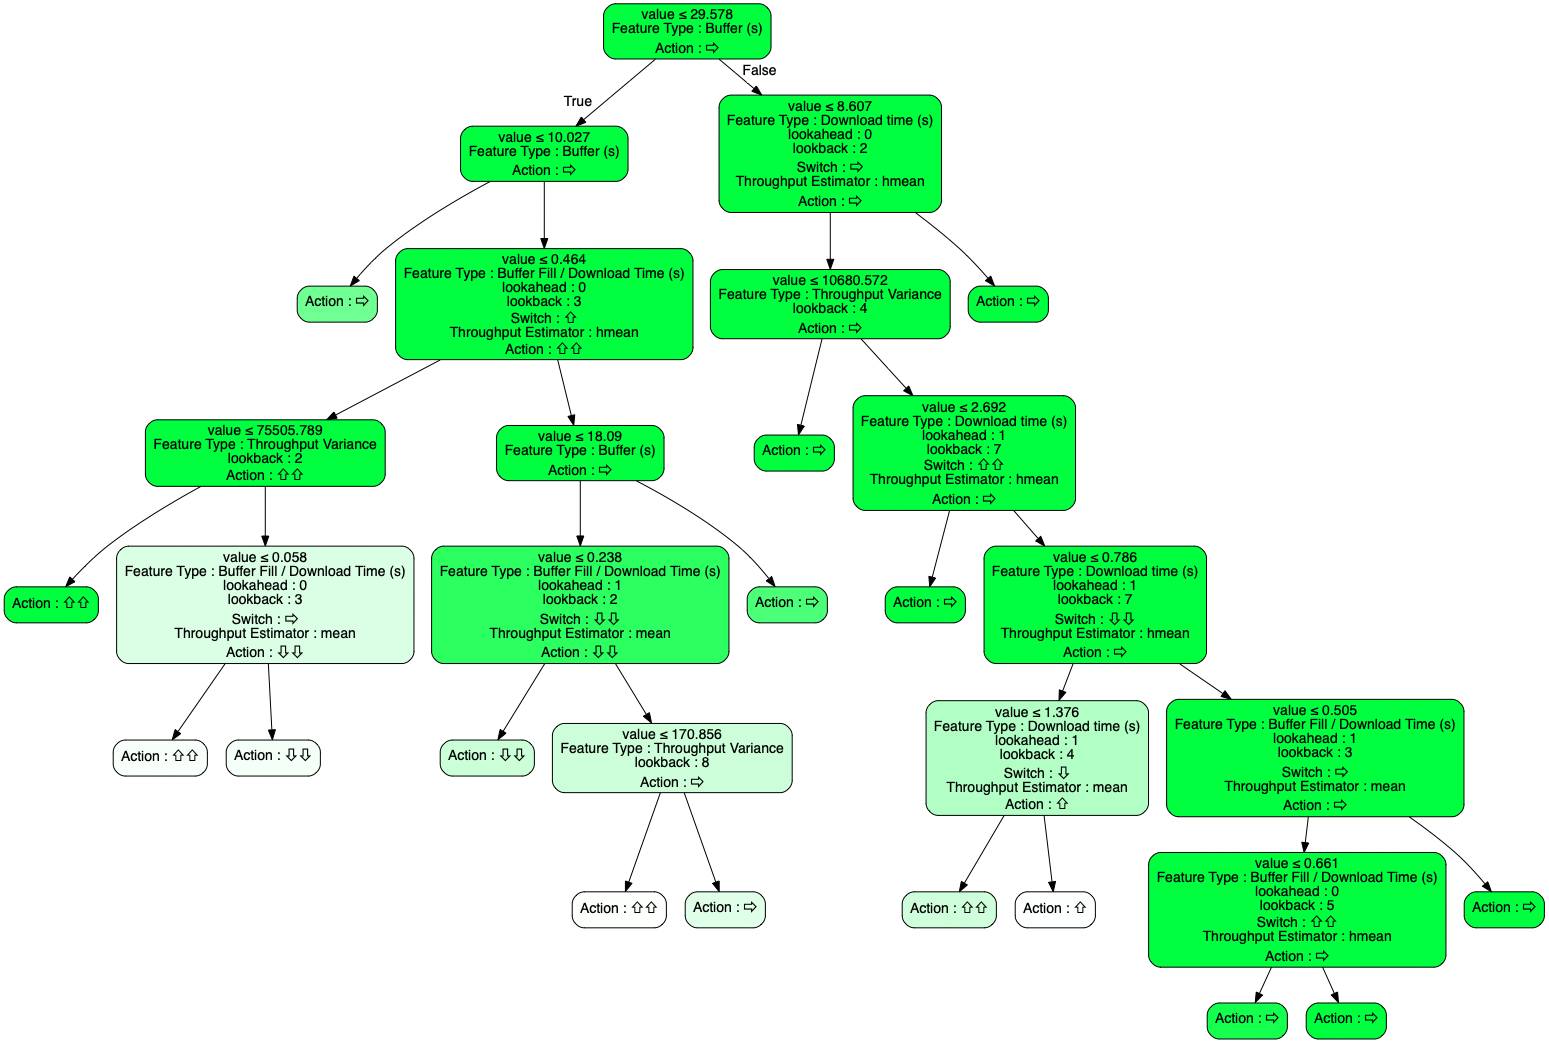 value ≤ 29.578
Feature Type : Buffer (s)
Action : ⇨
True
False
value ≤ 10.027
Feature Type : Buffer (s)
Action : ⇨
value ≤ 8.607
Feature Type : Download time (s)
lookahead : 0
lookback : 2
Switch : ⇨
Throughput Estimator : hmean
Action : ⇨
Action : ⇨
value ≤ 0.464
Feature Type : Buffer Fill / Download Time (s)
lookahead : 0
lookback : 3
Switch : ⇧
Throughput Estimator : hmean
Action : ⇧⇧
value ≤ 10680.572
Feature Type : Throughput Variance
lookback : 4
Action : ⇨
Action : ⇨
value ≤ 75505.789
Feature Type : Throughput Variance
lookback : 2
Action : ⇧⇧
value ≤ 18.09
Feature Type : Buffer (s)
Action : ⇨
Action : ⇨
value ≤ 2.692
Feature Type : Download time (s)
lookahead : 1
lookback : 7
Switch : ⇧⇧
Throughput Estimator : hmean
Action : ⇨
Action : ⇧⇧
value ≤ 0.058
Feature Type : Buffer Fill / Download Time (s)
lookahead : 0
lookback : 3
Switch : ⇨
Throughput Estimator : mean
Action : ⇩⇩
value ≤ 0.238
Feature Type : Buffer Fill / Download Time (s)
lookahead : 1
lookback : 2
Switch : ⇩⇩
Throughput Estimator : mean
Action : ⇩⇩
Action : ⇨
Action : ⇨
value ≤ 0.786
Feature Type : Download time (s)
lookahead : 1
lookback : 7
Switch : ⇩⇩
Throughput Estimator : hmean
Action : ⇨
Action : ⇧⇧
Action : ⇩⇩
Action : ⇩⇩
value ≤ 170.856
Feature Type : Throughput Variance
lookback : 8
Action : ⇨
value ≤ 1.376
Feature Type : Download time (s)
lookahead : 1
lookback : 4
Switch : ⇩
Throughput Estimator : mean
Action : ⇧
value ≤ 0.505
Feature Type : Buffer Fill / Download Time (s)
lookahead : 1
lookback : 3
Switch : ⇨
Throughput Estimator : mean
Action : ⇨
Action : ⇧⇧
Action : ⇨
Action : ⇧⇧
Action : ⇧
value ≤ 0.661
Feature Type : Buffer Fill / Download Time (s)
lookahead : 0
lookback : 5
Switch : ⇧⇧
Throughput Estimator : hmean
Action : ⇨
Action : ⇨
Action : ⇨
Action : ⇨